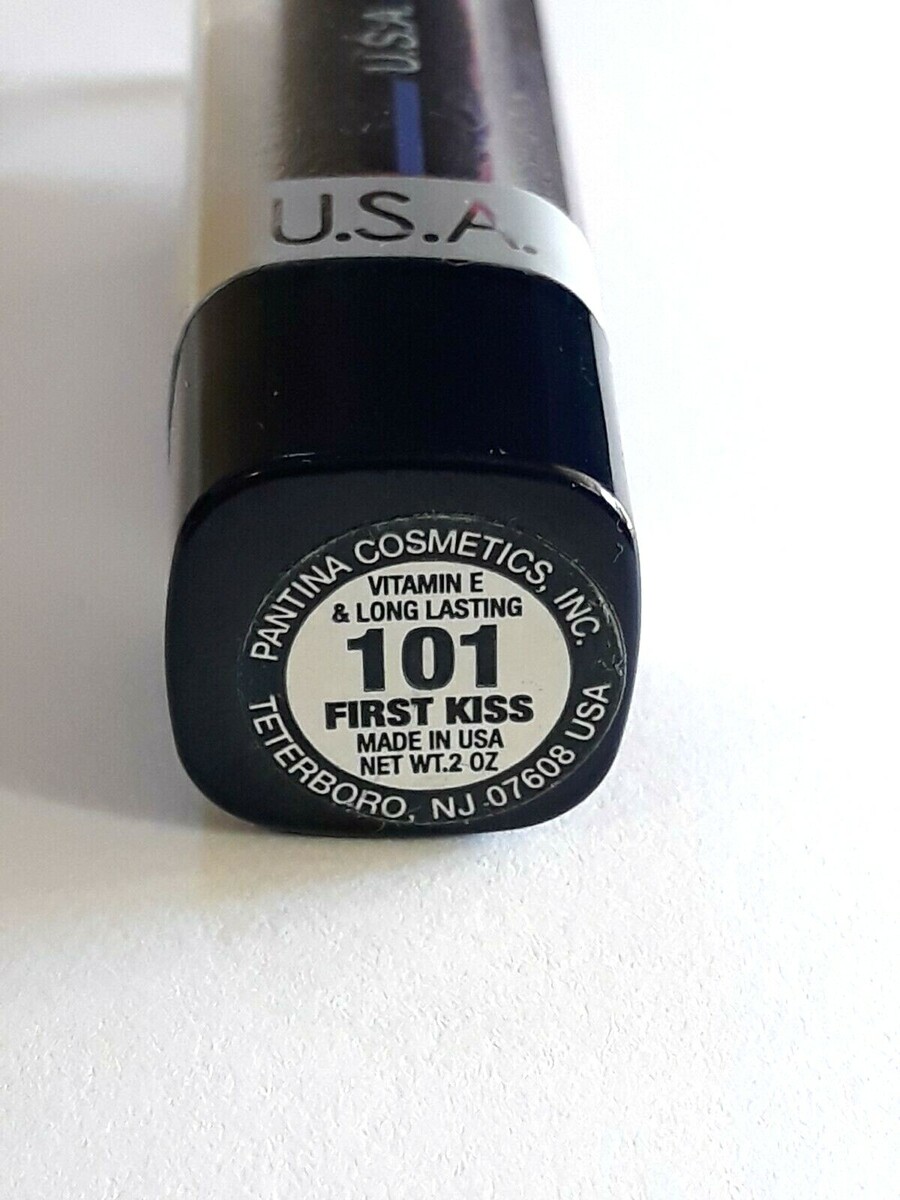 U.S.A
U.S.A.
PANTINA COSMETICS, INC.
VITAMIN E
& LONG LASTING
101
FIRST KISS
MADE IN USA
NET WT.2 OZ
TETERBORO, NJ 07608 USA